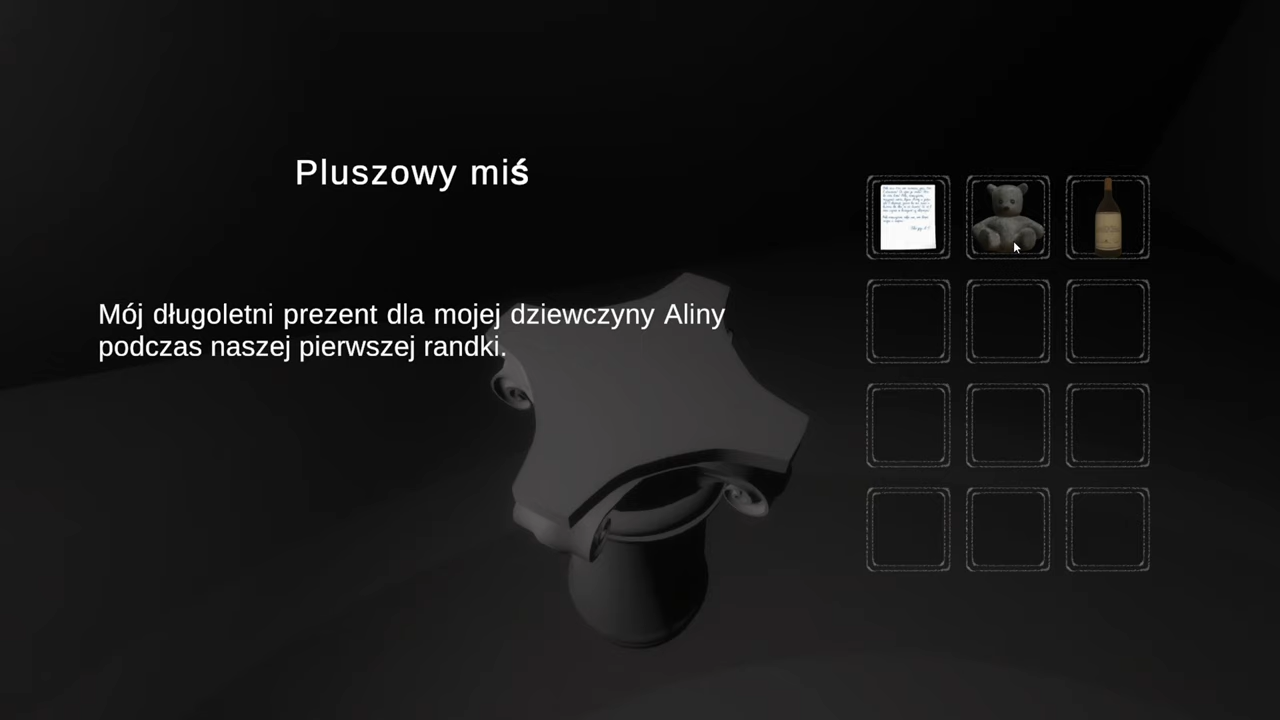 Pluszowy miś
Mój długoletni prezent dla mojej dziewczyny Aliny
podczas naszej pierwszej randki.